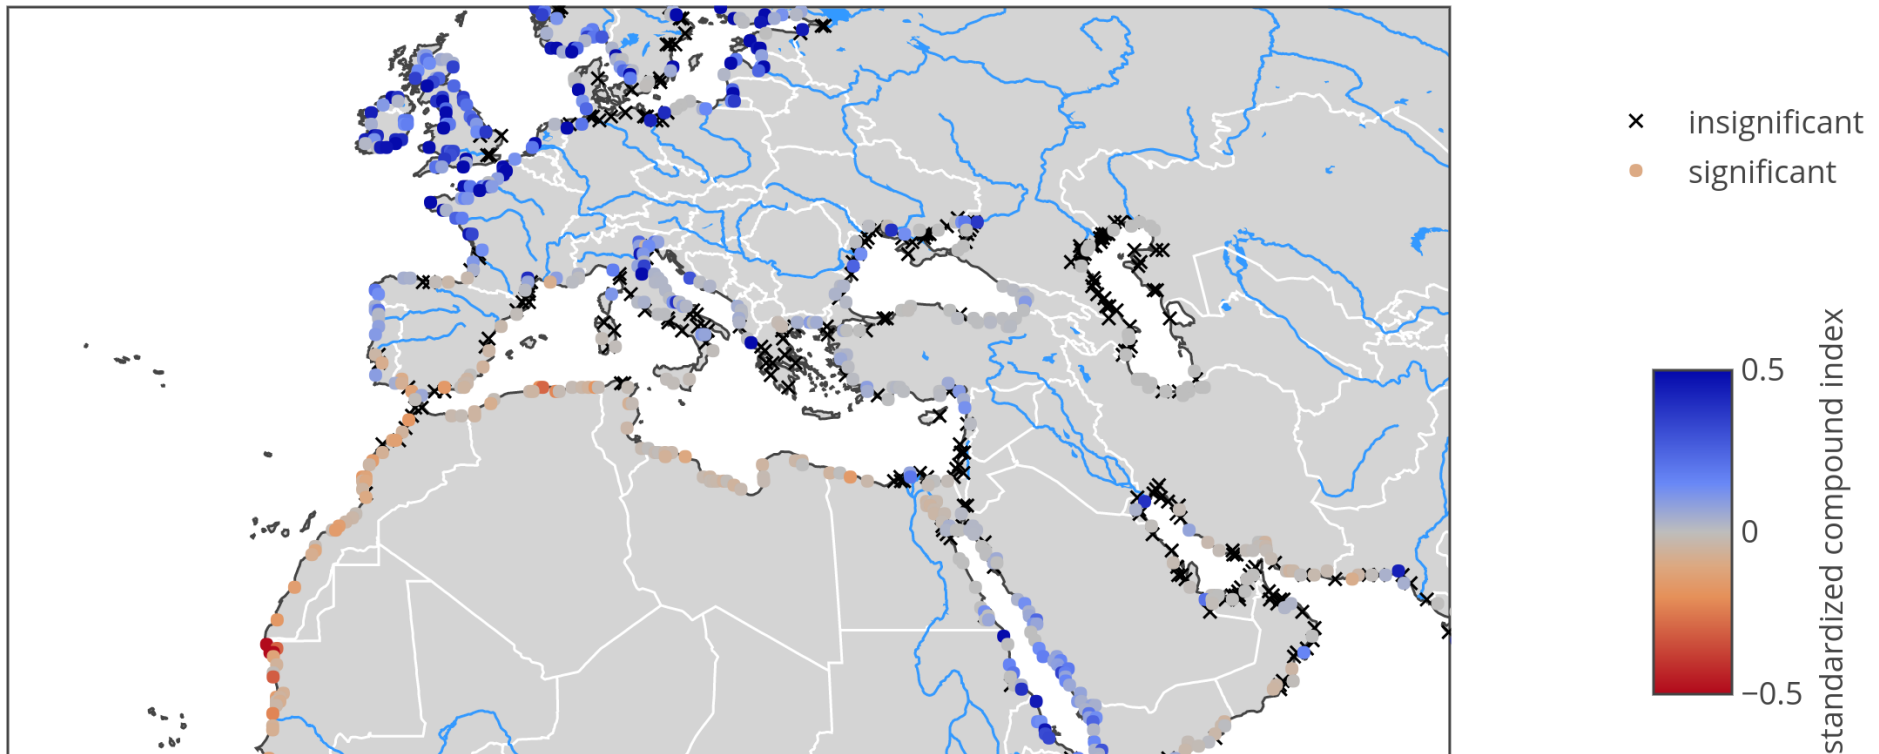 insignificant
significant
0.5
0
−0.5
standardized compound index